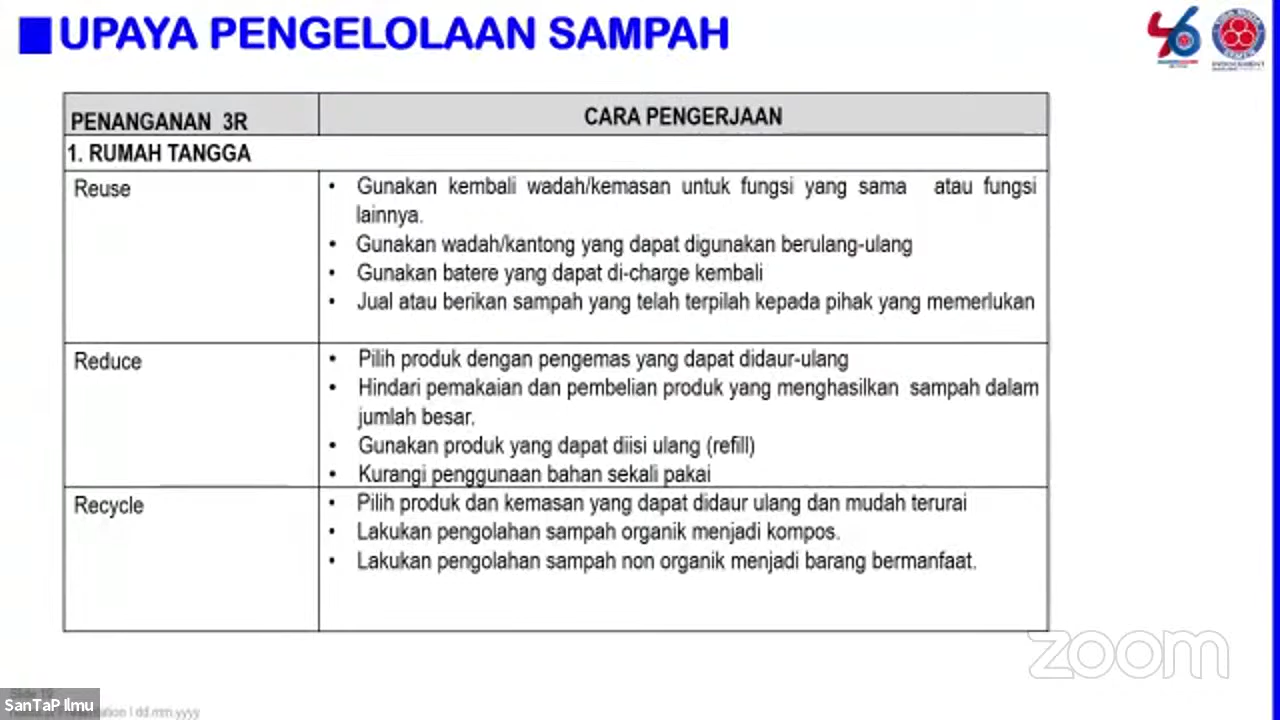 UPAYA PENGELOLAAN SAMPAH
PENANGANAN 3R
CARA PENGERJAAN
1. RUMAH TANGGA
Reuse
• Gunakan kembali wadah/kemasan untuk fungsi yang sama atau fungsi
lainnya.
• Gunakan wadah/kantong yang dapat digunakan berulang-ulang
• Gunakan batere yang dapat di-charge kembali
• Jual atau berikan sampah yang telah terpilah kepada pihak yang memerlukan
Reduce
• Pilih produk dengan pengemas yang dapat didaur-ulang
• Hindari pemakaian dan pembelian produk yang menghasilkan sampah dalam
jumlah besar.
• Gunakan produk yang dapat diisi ulang (refill)
• Kurangi penggunaan bahan sekali pakai
Recycle
• Pilih produk dan kemasan yang dapat didaur ulang dan mudah terurai
• Lakukan pengolahan sampah organik menjadi kompos.
• Lakukan pengolahan sampah non organik menjadi barang bermanfaat.
zoom
SanTaP Ilmu
dd.mm.yyyy